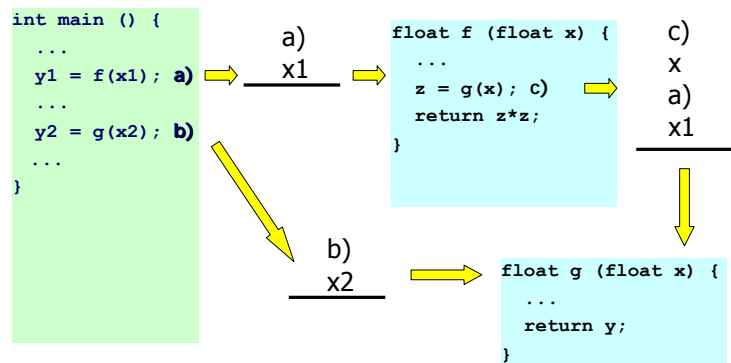 int main () {
...
y1 = f(x1); a)
...
y2 = g(x2); b)
...
}
a)
x1
float f (float x) {
...
z = g(x); c)
return z*z;
}
c)
x
a)
x1
b)
x2
float g (float x) {
...
return y;
}